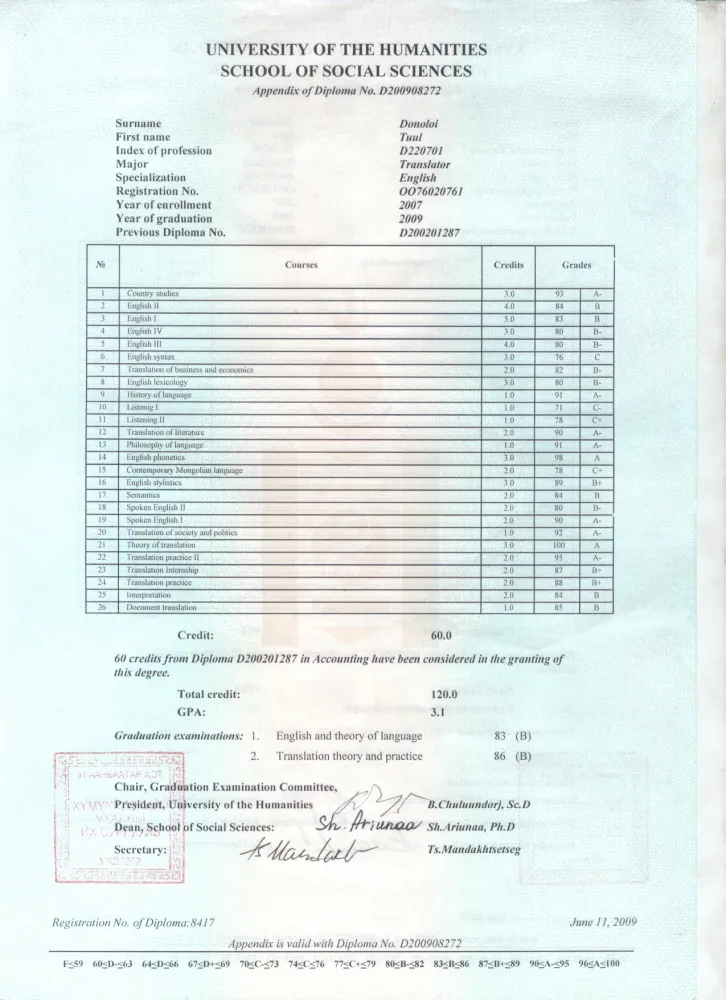 UNIVERSITY OF THE HUMANITIES
SCHOOL OF SOCIAL SCIENCES
Appendix of Diploma No. D200908272
Surname Donoloi
First name Tuul
Index of profession D220701
Major Translator
Specialization English
Registration No. OO76020761
Year of enrollment 2007
Year of graduation 2009
Previous Diploma No. D200201287
№ Courses Credits Grades
1 Country studies 3.0 93 A-
2 English II 4.0 84 B
3 English I 5.0 83 B
4 English IV 3.0 80 B-
5 English III 4.0 80 B-
6 English syntax 3.0 76 C
7 Translation of business and economics 2.0 82 B-
8 English lexicology 3.0 80 B-
9 History of language 1.0 91 A-
10 Listenig I 1.0 71 C-
11 Listening II 1.0 78 C+
12 Translation of literature 2.0 90 A-
13 Philosophy of language 1.0 91 A-
14 English phonetics 3.0 98 A
15 Contemporary Mongolian language 2.0 78 C+
16 English stylistics 3.0 89 B+
17 Semantics 2.0 84 B
18 Spoken English II 2.0 80 B-
19 Spoken English I 2.0 90 A-
20 Translation of society and politics 1.0 92 A-
21 Theory of translation 3.0 100 A
22 Translation practice II 2.0 95 A-
23 Translation Internship 2.0 87 B+
24 Translation practice 2.0 88 B+
25 Interpretation 2.0 84 B
26 Document translation 1.0 85 B
Credit: 60.0
60 credits from Diploma D200201287 in Accounting have been considered in the granting of
this degree.
Total credit: 120.0
GPA: 3.1
Graduation examinations: 1. English and theory of language 83 (B)
2. Translation theory and practice 86 (B)
Chair, Graduation Examination Committee,
President, University of the Humanities B.Chuluundorj, Sc.D
Dean, School of Social Sciences: Sh. Ariunaa Sh.Ariunaa, Ph.D
Secretary: Ts.Mandakhtsetseg
Registration No. of Diploma:8417 June 11, 2009
Appendix is valid with Diploma No. D200908272
F≤59 60≤D-≤63 64≤D≤66 67≤D+≤69 70≤C-≤73 74≤C≤76 77≤C+≤79 80≤B-≤82 83≤B≤86 87≤B+≤89 90≤A-≤95 96≤A≤100